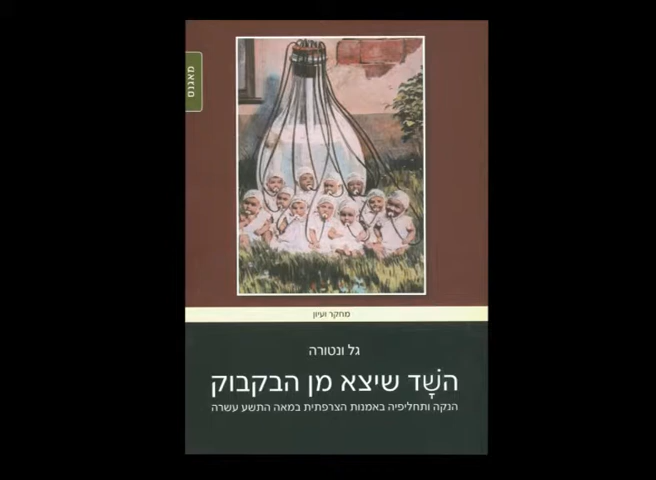 מאגנס
מחקר ועיון
גל ונטורה
השָׁד שיצא מן הבקבוק
הנקה ותחליפיה באמנות הצרפתית במאה התשע עשרה